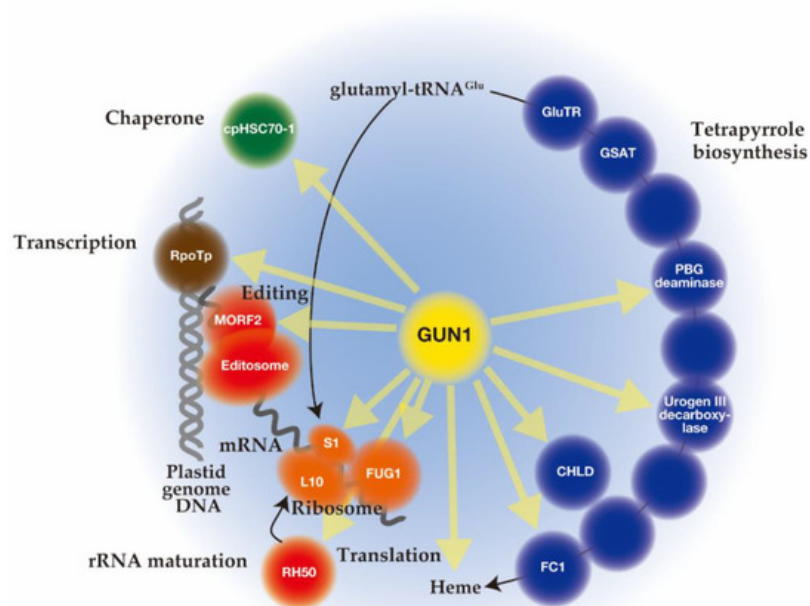 glutamyl-tRNAGlu
Chaperone
cpHSC70-1
GluTR
Tetrapyrrole
biosynthesis
GSAT
Transcription
RpoTp
Editing
MORF2
PBG
deaminase
GUN1
Editosome
Urogen III
decarboxy-
lase
mRNA
S1
Plastid
genome
DNA
L10
FUG1
CHLD
Ribosome
rRNA maturation
Translation
RH50
Heme
FC1